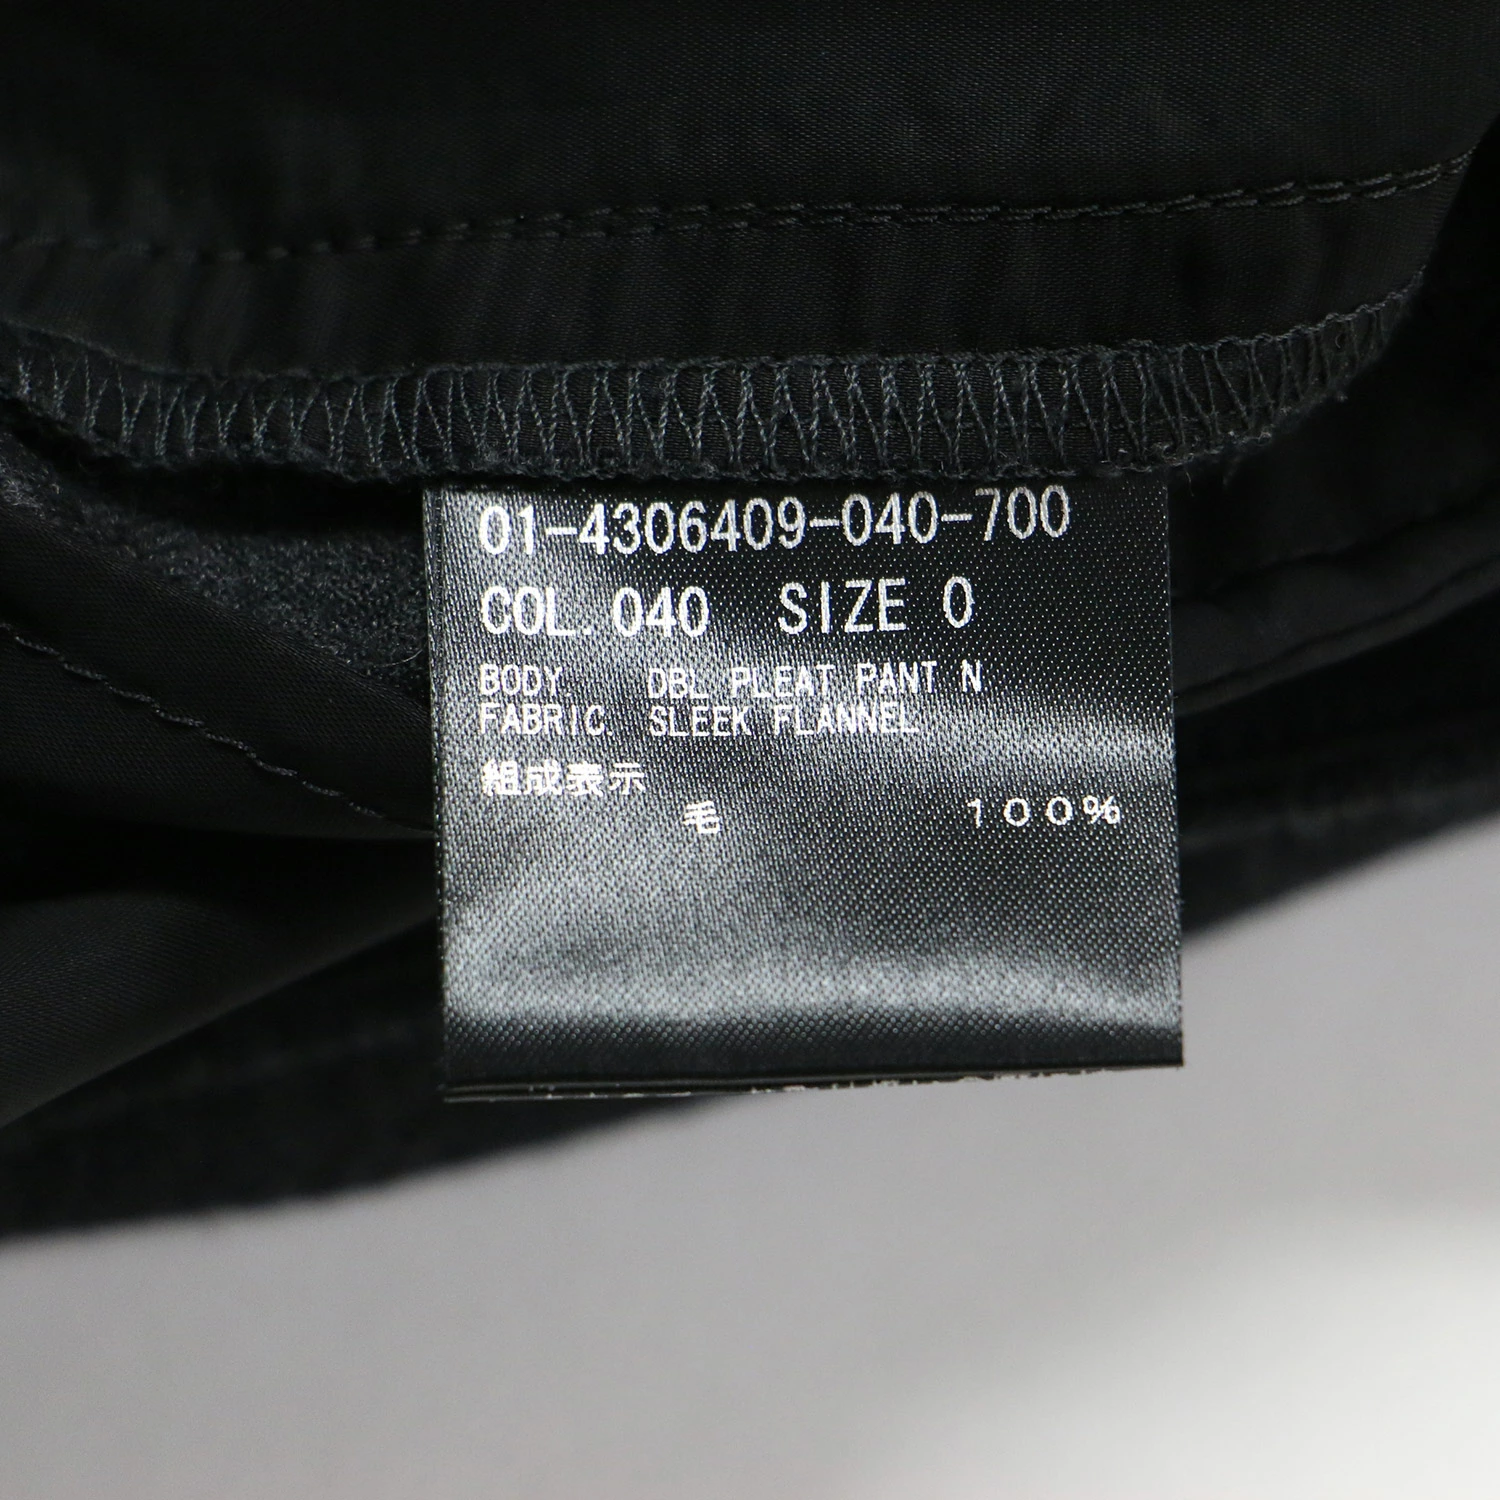 01-4306409-040-700
COL. 040 SIZE 0
BODY. DBL PLEAT PANT N
FABRIC. SLEEK FLANNEL
組成表示
毛 100%